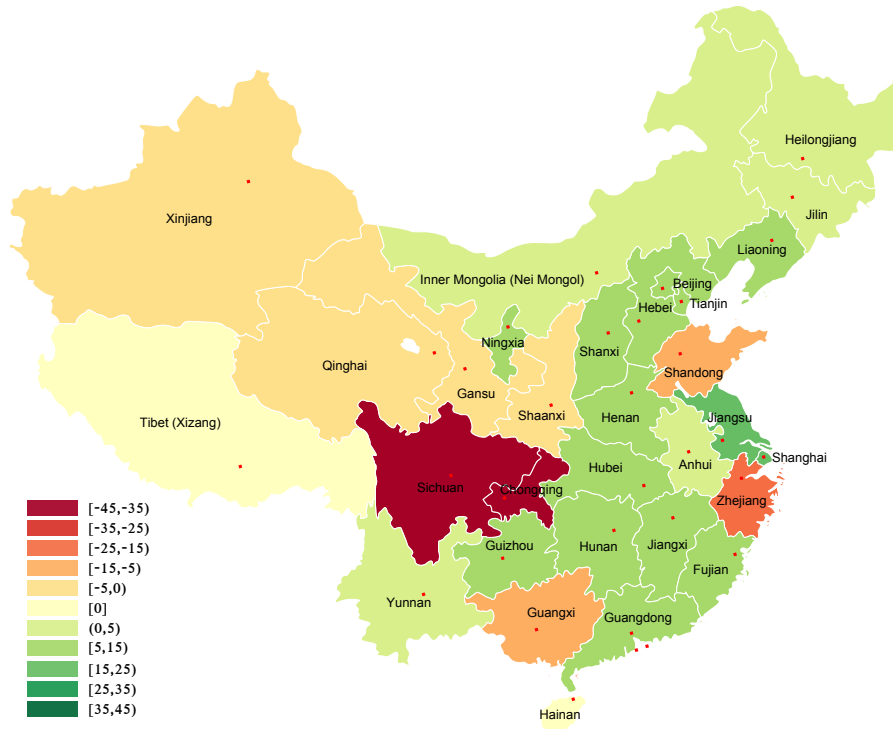 Heilongjiang
Jilin
Xinjiang
Liaoning
Inner Mongolia (Nei Mongol)
Beijing
Tianjin
Hebei
Ningxia
Shanxi
Qinghai
Shandong
Gansu
Shaanxi
Henan
Jiangsu
Tibet (Xizang)
Shanghai
Anhui
Hubei
Sichuan
Chongqing
Zhejiang
Guizhou
Hunan
Jiangxi
Fujian
Yunnan
Guangxi
Guangdong
Hainan
[-45,-35)
[-35,-25)
[-25,-15)
[-15,-5)
[-5,0)
[0]
(0,5)
[5,15)
[15,25)
[25,35)
[35,45)